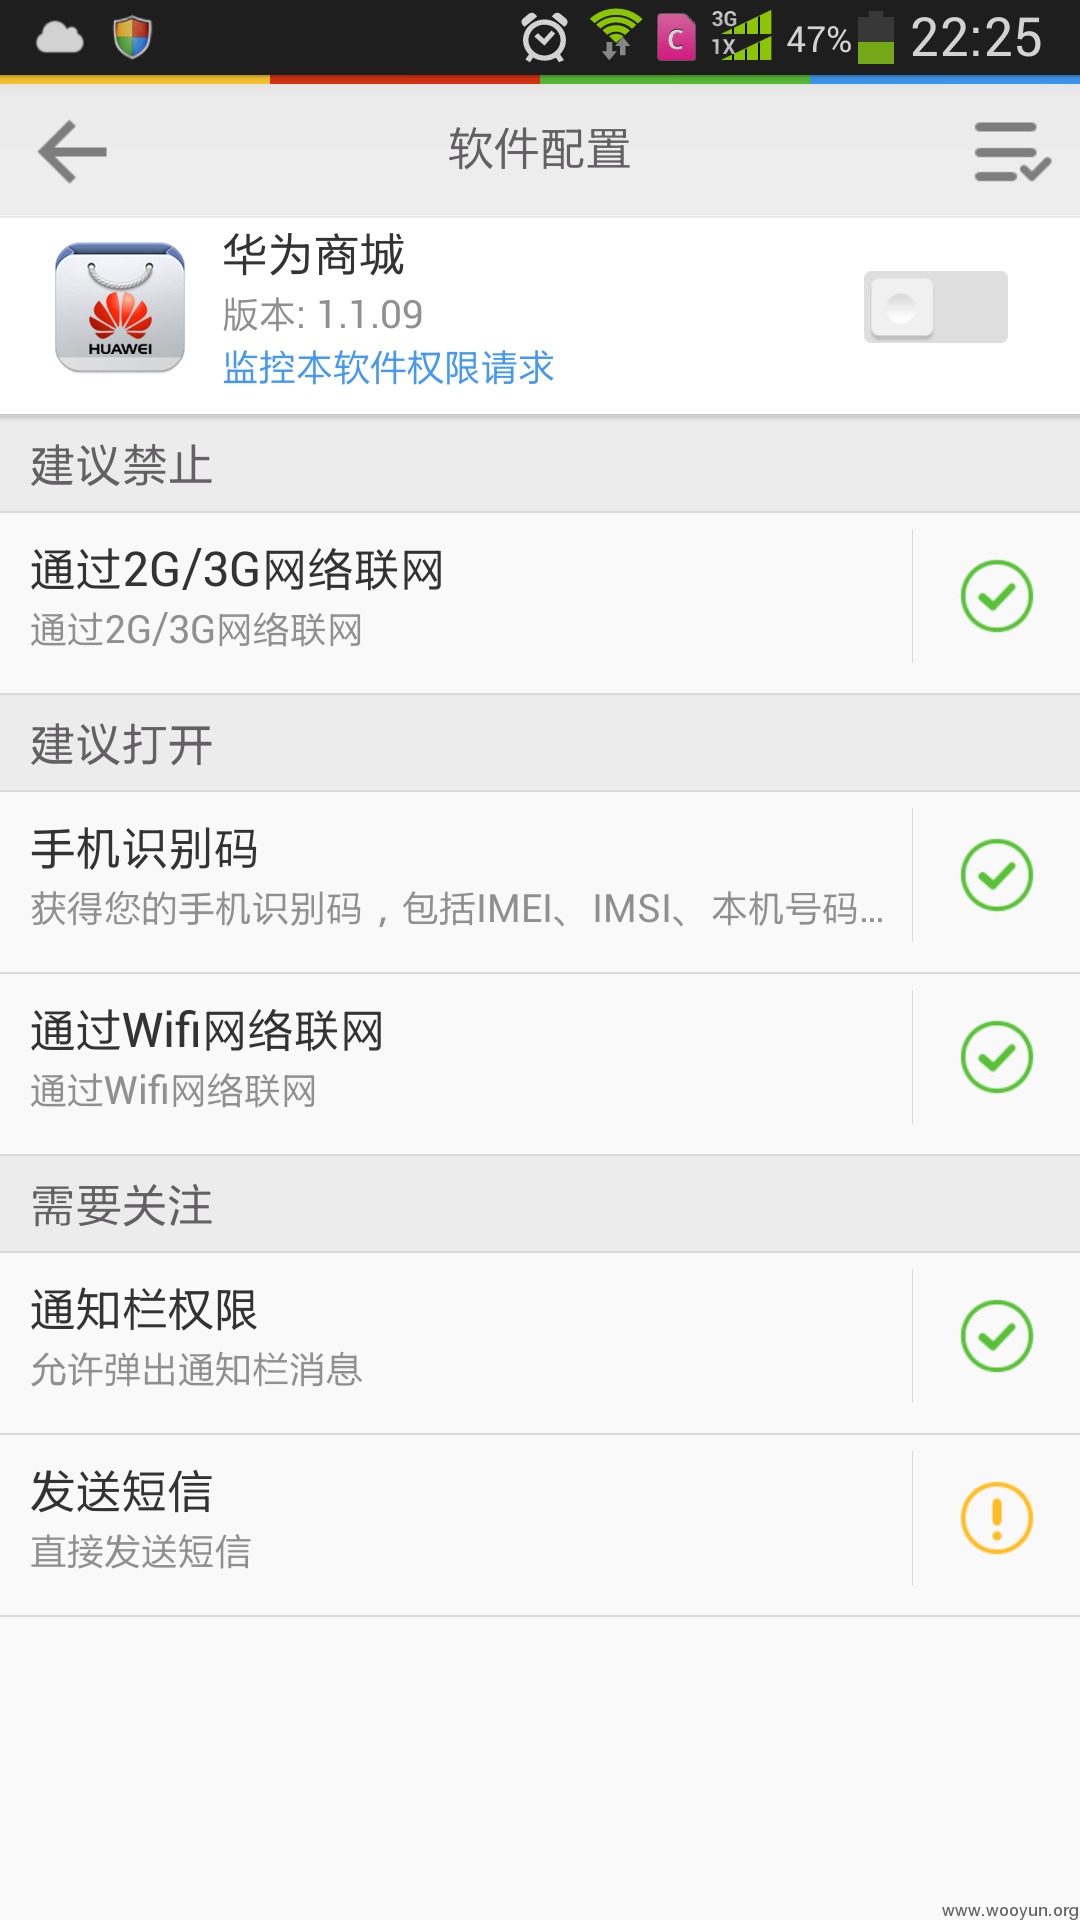 3G
1X
C
47%
22:25
软件配置
HUAWEI
华为商城
版本: 1.1.09
监控本软件权限请求
建议禁止
通过2G/3G网络联网
通过2G/3G网络联网
建议打开
手机识别码
获得您的手机识别码，包括IMEI、IMSI、本机号码...
通过Wifi网络联网
通过Wifi网络联网
需要关注
通知栏权限
允许弹出通知栏消息
发送短信
直接发送短信
www.wooyun.org